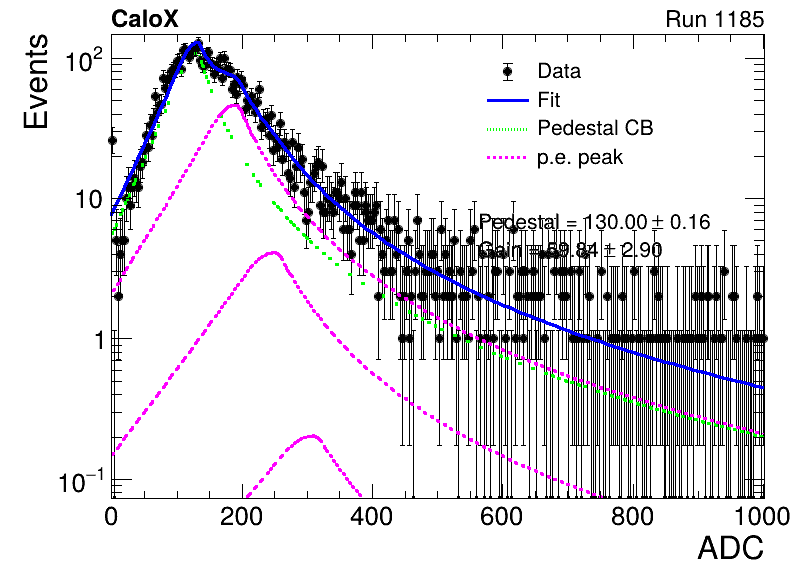 CaloX Run 1185
Events
10²
10
1
10⁻¹
Data
Fit
Pedestal CB
p.e. peak
Pedestal = 130.00 ± 0.16
Gain = 59.84 ± 2.90
0 200 400 600 800 1000
ADC